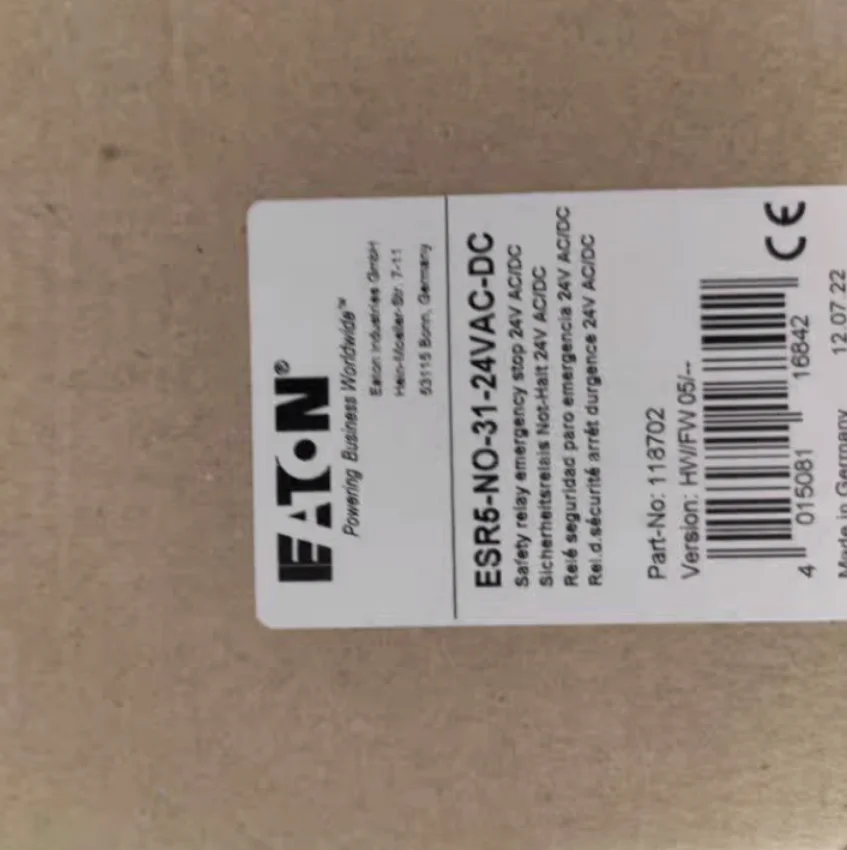 EATON®
Powering Business Worldwide™
Eaton Industries GmbH
Hein-Moeller-Str. 7-11
53115 Bonn, Germany
ESR5-NO-31-24VAC-DC
Safety relay emergency stop 24V AC/DC
Sicherheitsrelais Not-Halt 24V AC/DC
Relé seguridad paro emergencia 24V AC/DC
Rel.d.sécurité arrêt durgence 24V AC/DC
Part-No: 118702
Version: HW/FW 05/--
CE
4 015081 16842
Made in Germany 12.07.22